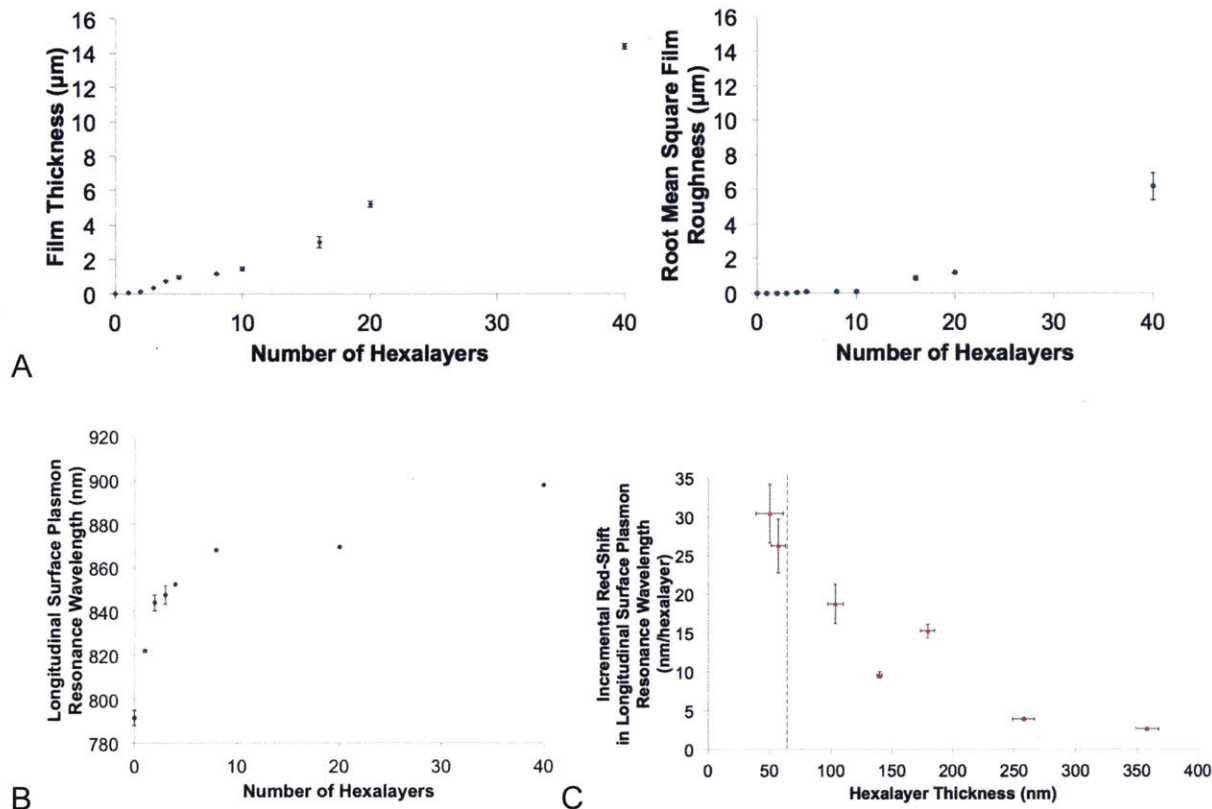 16
14
12
10
8
6
4
2
0
Film Thickness (μm)
0 10 20 30 40
Number of Hexalayers
A
16
14
12
10
8
6
4
2
0
Root Mean Square Film
Roughness (μm)
0 10 20 30 40
Number of Hexalayers
920
900
880
860
840
820
800
780
Longitudinal Surface Plasmon
Resonance Wavelength (nm)
0 10 20 30 40
Number of Hexalayers
B
35
30
25
20
15
10
5
0
Incremental Red-Shift
in Longitudinal Surface Plasmon
Resonance Wavelength
(nm/hexalayer)
0 50 100 150 200 250 300 350 400
Hexalayer Thickness (nm)
C